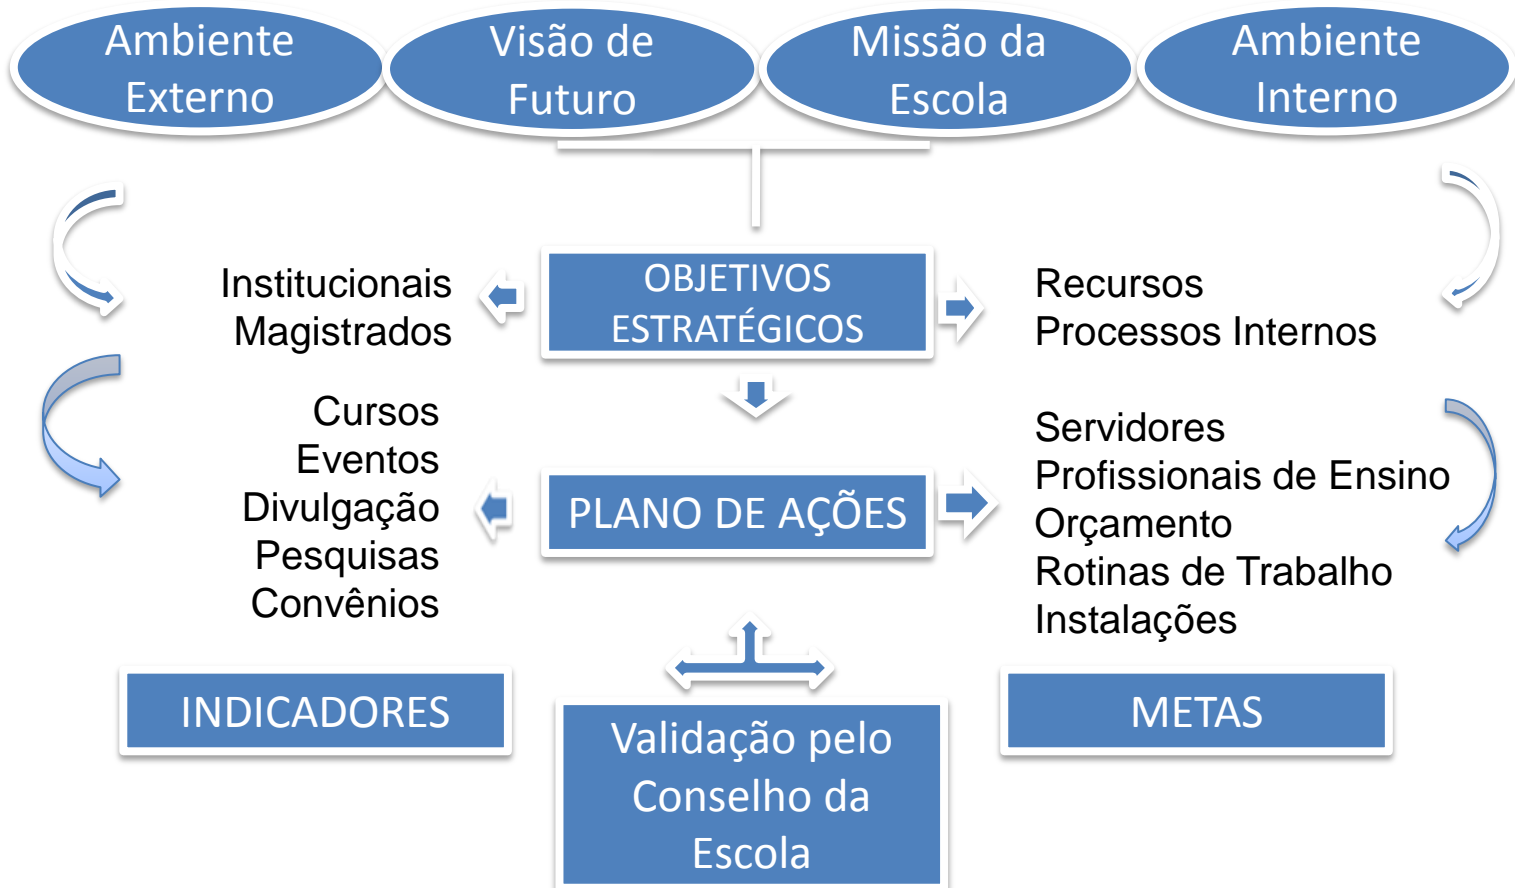 Ambiente
Externo
Visão de
Futuro
Missão da
Escola
Ambiente
Interno
Institucionais
Magistrados
OBJETIVOS
ESTRATÉGICOS
Recursos
Processos Internos
Cursos
Eventos
Divulgação
Pesquisas
Convênios
PLANO DE AÇÕES
Servidores
Profissionais de Ensino
Orçamento
Rotinas de Trabalho
Instalações
INDICADORES
Validação pelo
Conselho da
Escola
METAS